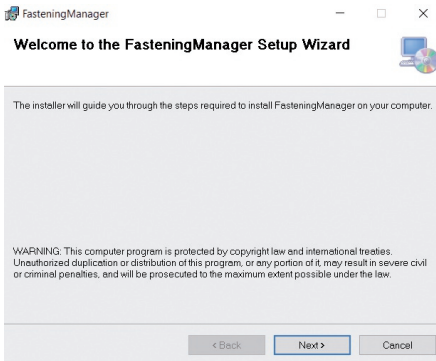 FasteningManager
Welcome to the FasteningManager Setup Wizard
The installer will guide you through the steps required to install FasteningManager on your computer.
WARNING: This computer program is protected by copyright law and international treaties.
Unauthorized duplication or distribution of this program, or any portion of it, may result in severe civil
or criminal penalties, and will be prosecuted to the maximum extent possible under the law.
< Back
Next >
Cancel